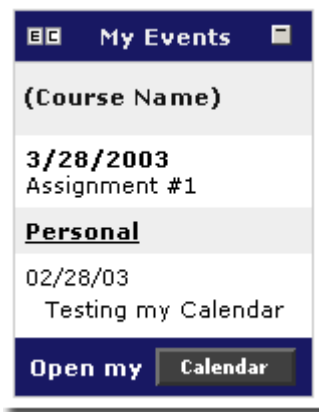 E C My Events
(Course Name)
3/28/2003
Assignment #1
Personal
02/28/03
Testing my Calendar
Open my Calendar